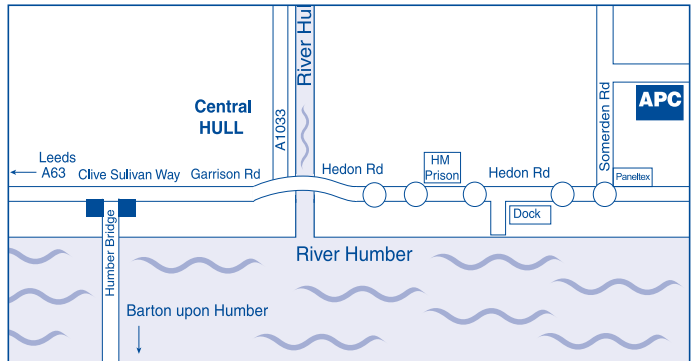 River Hul
A1033
Central
HULL
Somerden Rd
APC
Leeds
A63
Clive Sulivan Way
Garrison Rd
Hedon Rd
HM
Prison
Hedon Rd
Paneltex
Dock
Humber Bridge
River Humber
Barton upon Humber